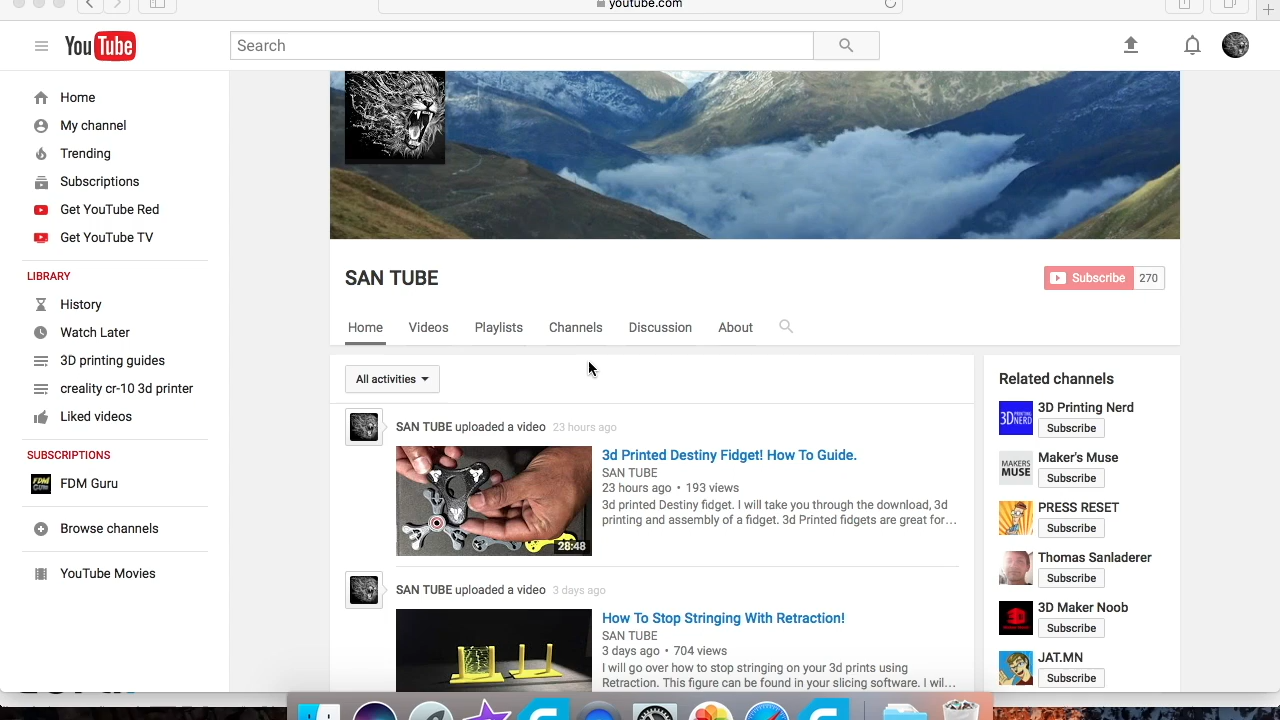 youtube.com
YouTube
Search
Home
My channel
Trending
Subscriptions
Get YouTube Red
Get YouTube TV
LIBRARY
History
Watch Later
3D printing guides
creality cr-10 3d printer
Liked videos
SUBSCRIPTIONS
FDM GURU
FDM Guru
Browse channels
YouTube Movies
SAN TUBE
Subscribe 270
Home Videos Playlists Channels Discussion About
All activities
SAN TUBE uploaded a video 23 hours ago
28:48
3d Printed Destiny Fidget! How To Guide.
SAN TUBE
23 hours ago • 193 views
3d printed Destiny fidget. I will take you through the download, 3d
printing and assembly of a fidget. 3d Printed fidgets are great for...
SAN TUBE uploaded a video 3 days ago
How To Stop Stringing With Retraction!
SAN TUBE
3 days ago • 704 views
I will go over how to stop stringing on your 3d prints using
Retraction. This figure can be found in your slicing software. I wil...
Related channels
3D PRINTING NERD
3D Printing Nerd
Subscribe
MAKERS MUSE
Maker's Muse
Subscribe
PRESS RESET
Subscribe
Thomas Sanladerer
Subscribe
3D Maker Noob
Subscribe
JAT.MN
Subscribe